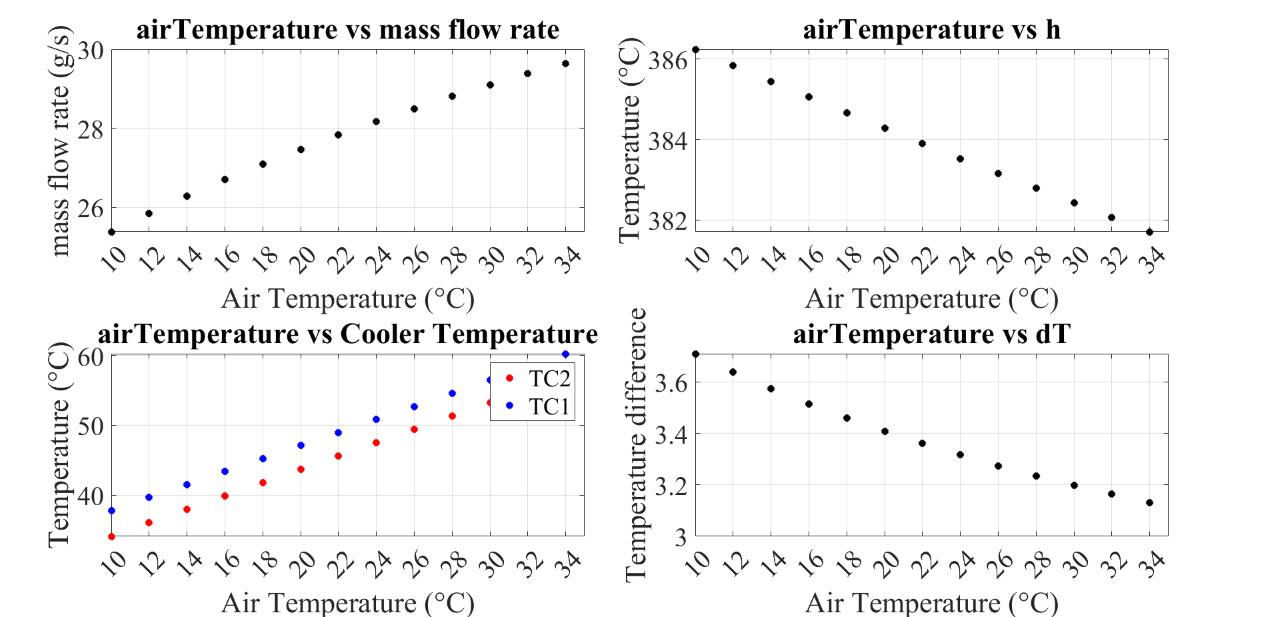 airTemperature vs mass flow rate
mass flow rate (g/s)
30
28
26
10 12 14 16 18 20 22 24 26 28 30 32 34
Air Temperature (°C)
airTemperature vs h
Temperature (°C)
386
384
382
10 12 14 16 18 20 22 24 26 28 30 32 34
Air Temperature (°C)
airTemperature vs Cooler Temperature
Temperature (°C)
60
50
40
TC2
TC1
10 12 14 16 18 20 22 24 26 28 30 32 34
Air Temperature (°C)
airTemperature vs dT
Temperature difference
3.6
3.4
3.2
3
10 12 14 16 18 20 22 24 26 28 30 32 34
Air Temperature (°C)